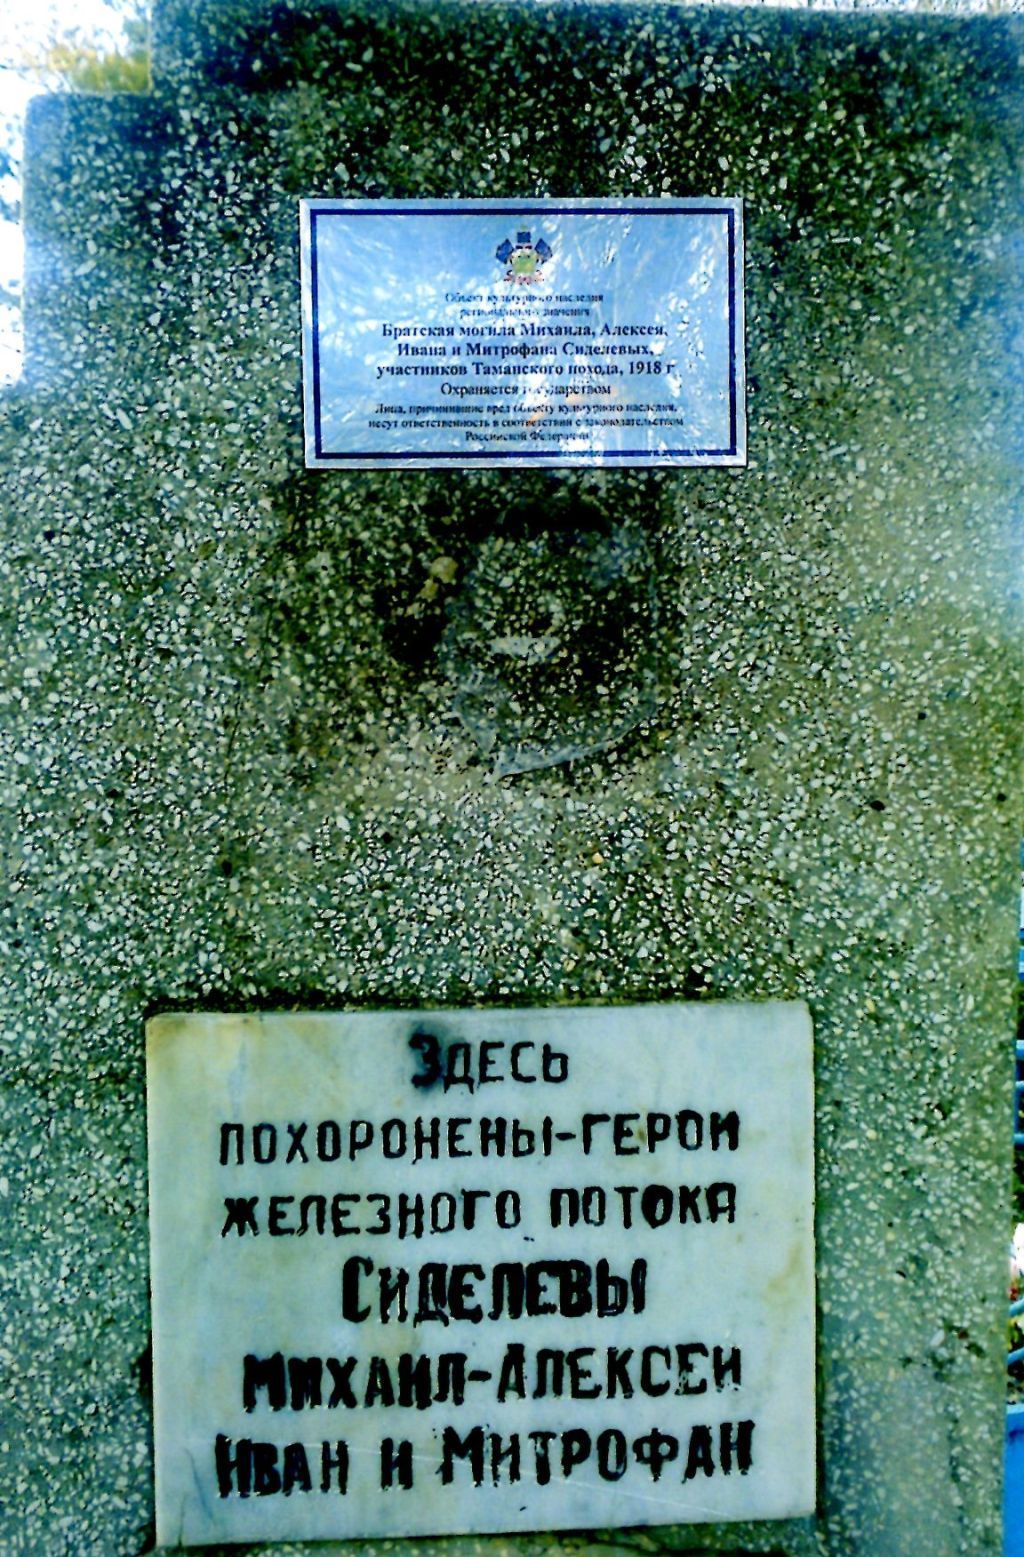 Объект культурного наследия
регионального значения
Братская могила Михаила, Алексея,
Ивана и Митрофана Сиделевых,
участников Таманского похода, 1918 г
Охраняется государством
Лица, причинившие вред объекту культурного наследия,
несут ответственность в соответствии с законодательством
Российской Федерации
ЗДЕСЬ
ПОХОРОНЕНЫ-ГЕРОИ
ЖЕЛЕЗНОГО ПОТОКА
СИДЕЛЕВЫ
МИХАИЛ-АЛЕКСЕИ
ИВАН И МИТРОФАН